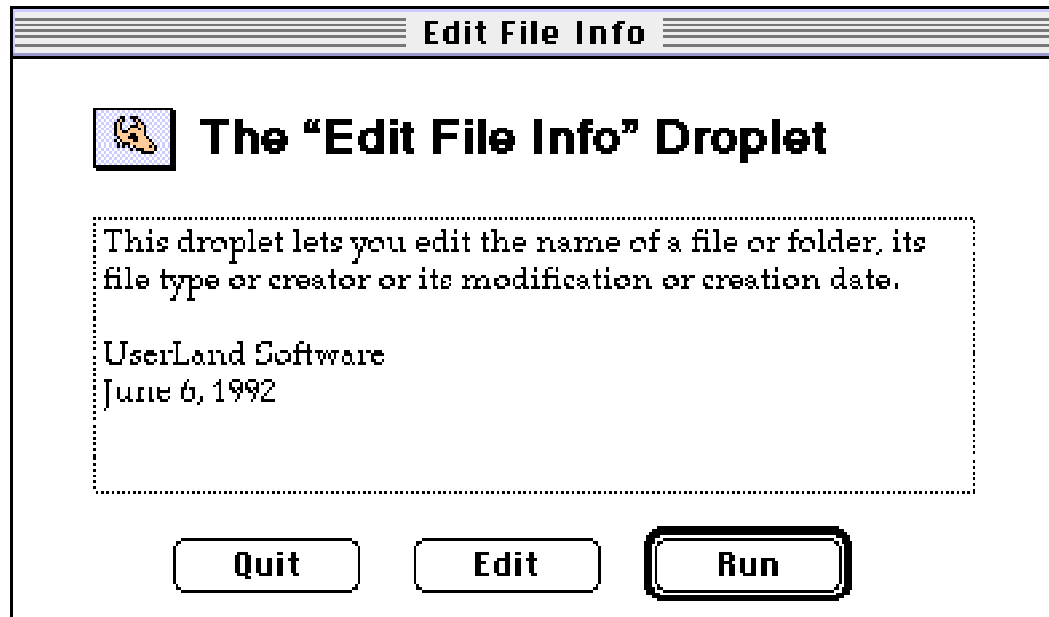 Edit File Info
The “Edit File Info” Droplet
This droplet lets you edit the name of a file or folder, its
file type or creator or its modification or creation date.
UserLand Software
June 6, 1992
Quit Edit Run